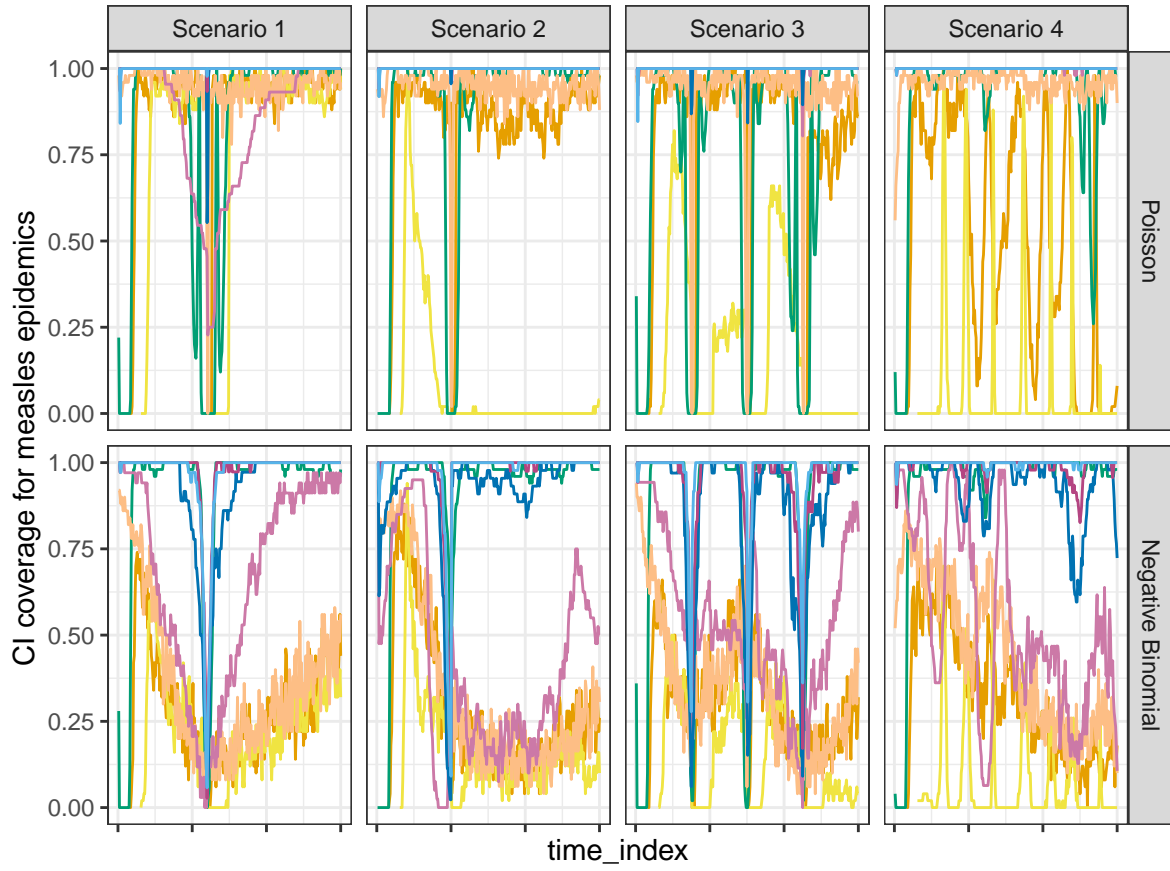 Scenario 1
Scenario 2
Scenario 3
Scenario 4
1.00
0.75
0.50
0.25
0.00
Poisson
1.00
0.75
0.50
0.25
0.00
Negative Binomial
CI coverage for measles epidemics
time_index